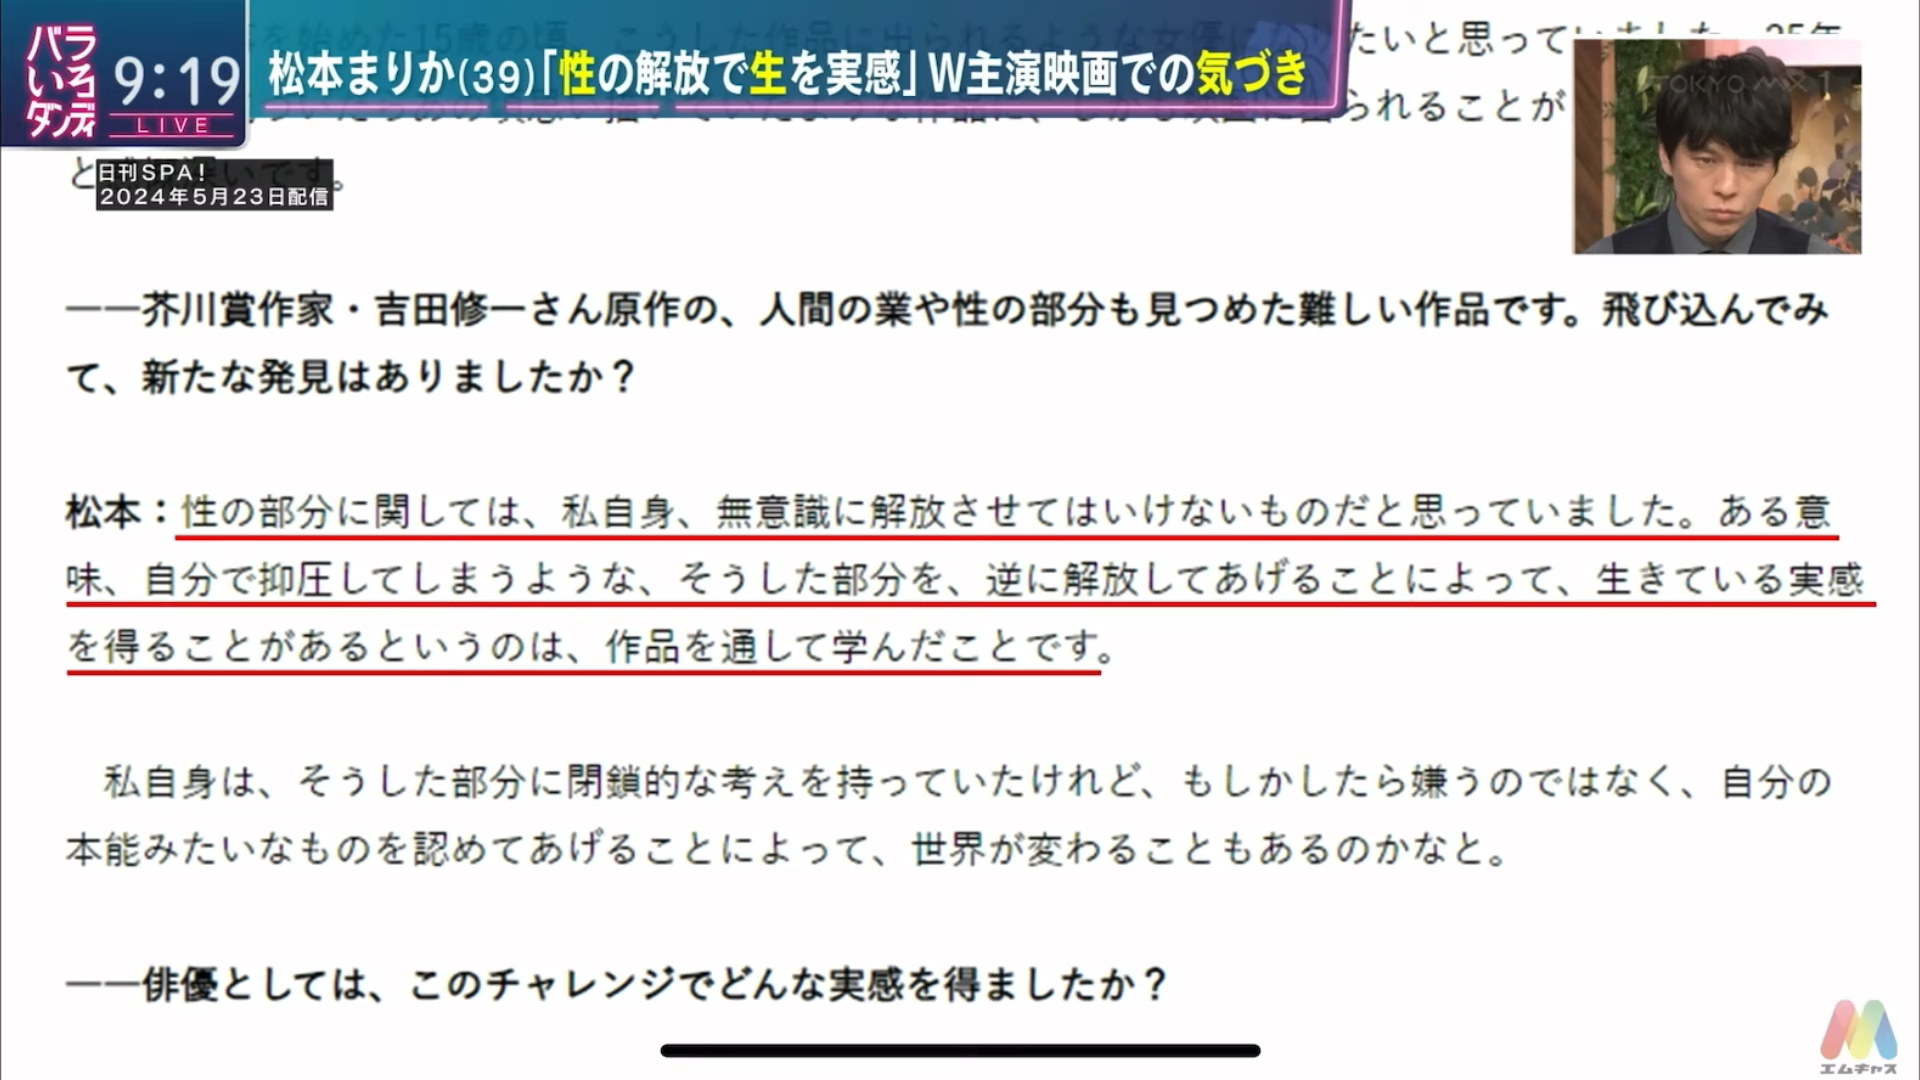 バラ
いろ
ダンディ
9:19
LIVE
松本まりか(39)「性の解放で生を実感」W主演映画での気づき
TOKYO MX 1
たいと思って
られることが
日刊SPA!
2024年5月23日配信
――芥川賞作家・吉田修一さん原作の、人間の業や性の部分も見つめた難しい作品です。飛び込んでみ
て、新たな発見はありましたか？
松本：性の部分に関しては、私自身、無意識に解放させてはいけないものだと思っていました。ある意
味、自分で抑圧してしまうような、そうした部分を、逆に解放してあげることによって、生きている実感
を得ることがあるというのは、作品を通して学んだことです。
私自身は、そうした部分に閉鎖的な考えを持っていたけれど、もしかしたら嫌うのではなく、自分の
本能みたいなものを認めてあげることによって、世界が変わることもあるのかなと。
――俳優としては、このチャレンジでどんな実感を得ましたか？
エムキャス